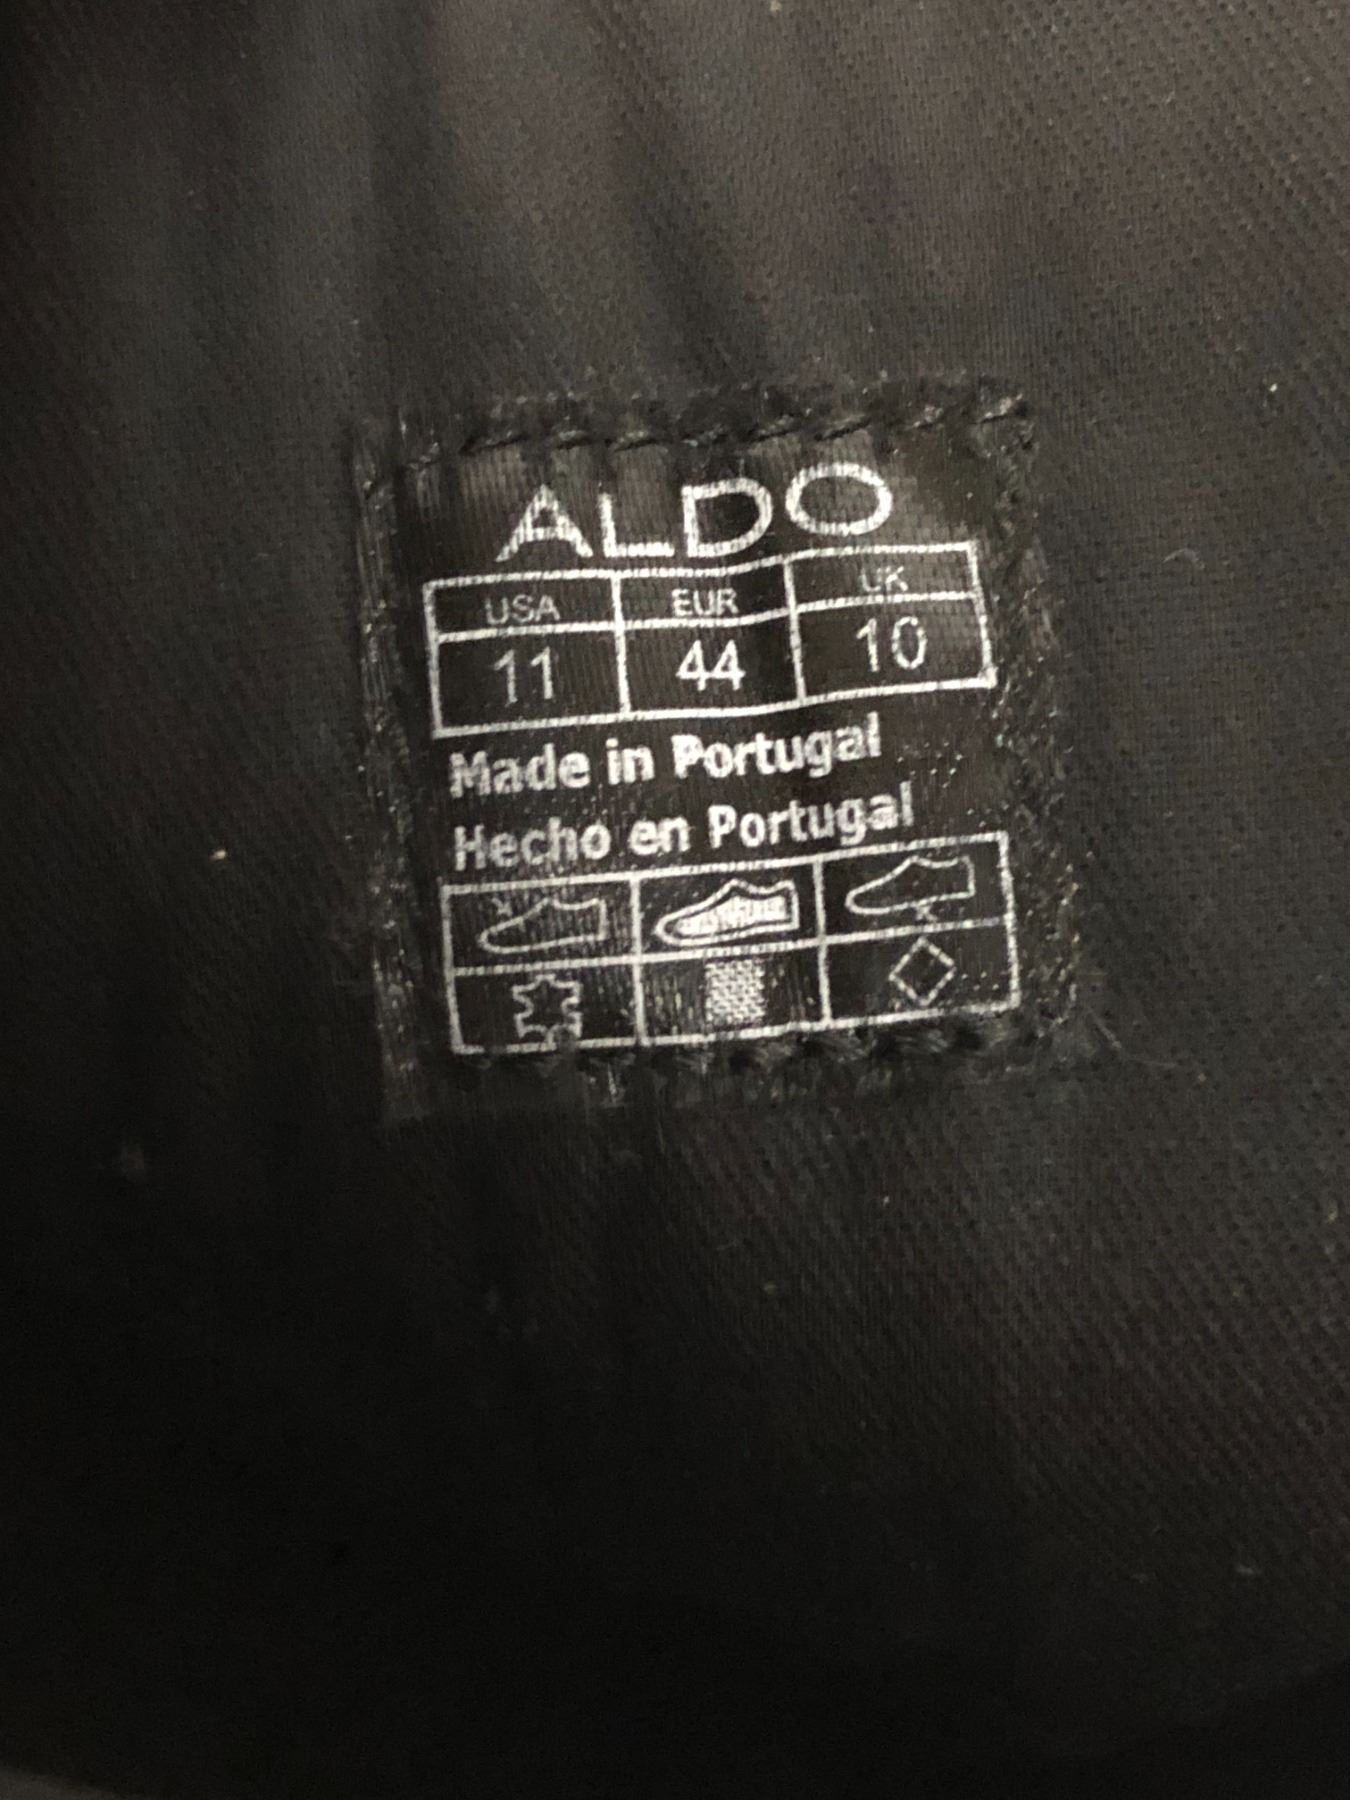 ALDO
USA EUR UK
11 44 10
Made in Portugal
Hecho en Portugal